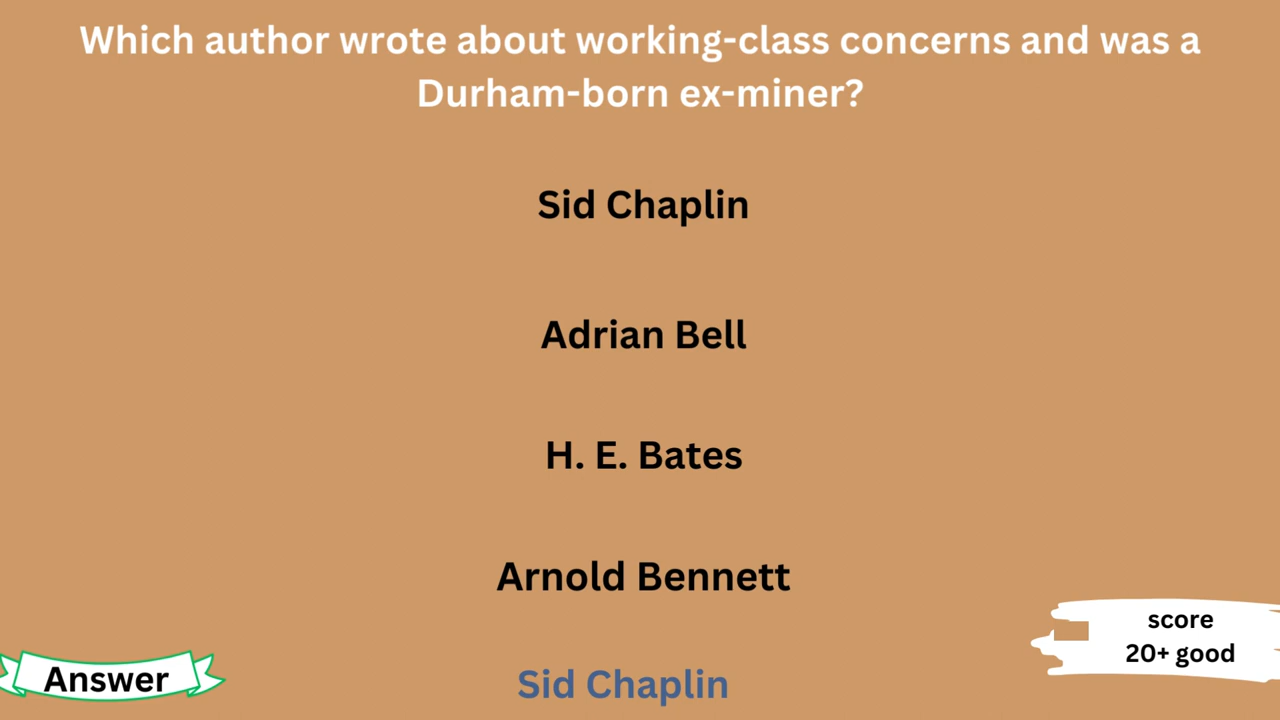 Which author wrote about working-class concerns and was a
Durham-born ex-miner?
Sid Chaplin
Adrian Bell
H. E. Bates
Arnold Bennett
score
20+ good
Answer
Sid Chaplin